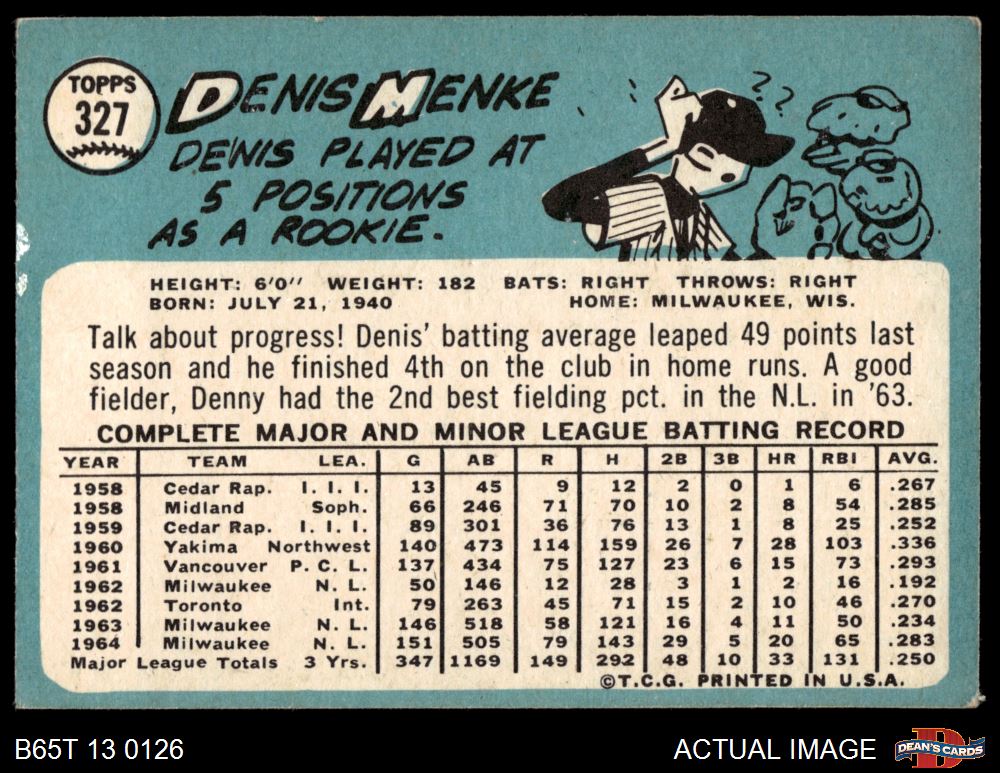 TOPPS
327
DENIS MENKE
DENIS PLAYED AT
5 POSITIONS
AS A ROOKIE.
? ? ?
HEIGHT: 6'0" WEIGHT: 182 BATS: RIGHT THROWS: RIGHT
BORN: JULY 21, 1940 HOME: MILWAUKEE, WIS.
Talk about progress! Denis' batting average leaped 49 points last
season and he finished 4th on the club in home runs. A good
fielder, Denny had the 2nd best fielding pct. in the N.L. in '63.
COMPLETE MAJOR AND MINOR LEAGUE BATTING RECORD
YEAR TEAM LEA. G AB R H 2B 3B HR RBI AVG.
1958 Cedar Rap. I. I. I. 13 45 9 12 2 0 1 6 .267
1958 Midland Soph. 66 246 71 70 10 2 8 54 .285
1959 Cedar Rap. I. I. I. 89 301 36 76 13 1 8 25 .252
1960 Yakima Northwest 140 473 114 159 26 7 28 103 .336
1961 Vancouver P. C. L. 137 434 75 127 23 6 15 73 .293
1962 Milwaukee N. L. 50 146 12 28 3 1 2 16 .192
1962 Toronto Int. 79 263 45 71 15 2 10 46 .270
1963 Milwaukee N. L. 146 518 58 121 16 4 11 50 .234
1964 Milwaukee N. L. 151 505 79 143 29 5 20 65 .283
Major League Totals 3 Yrs. 347 1169 149 292 48 10 33 131 .250
©T.C.G. PRINTED IN U.S.A.
B65T 13 0126 ACTUAL IMAGE
D
DEAN'S CARDS